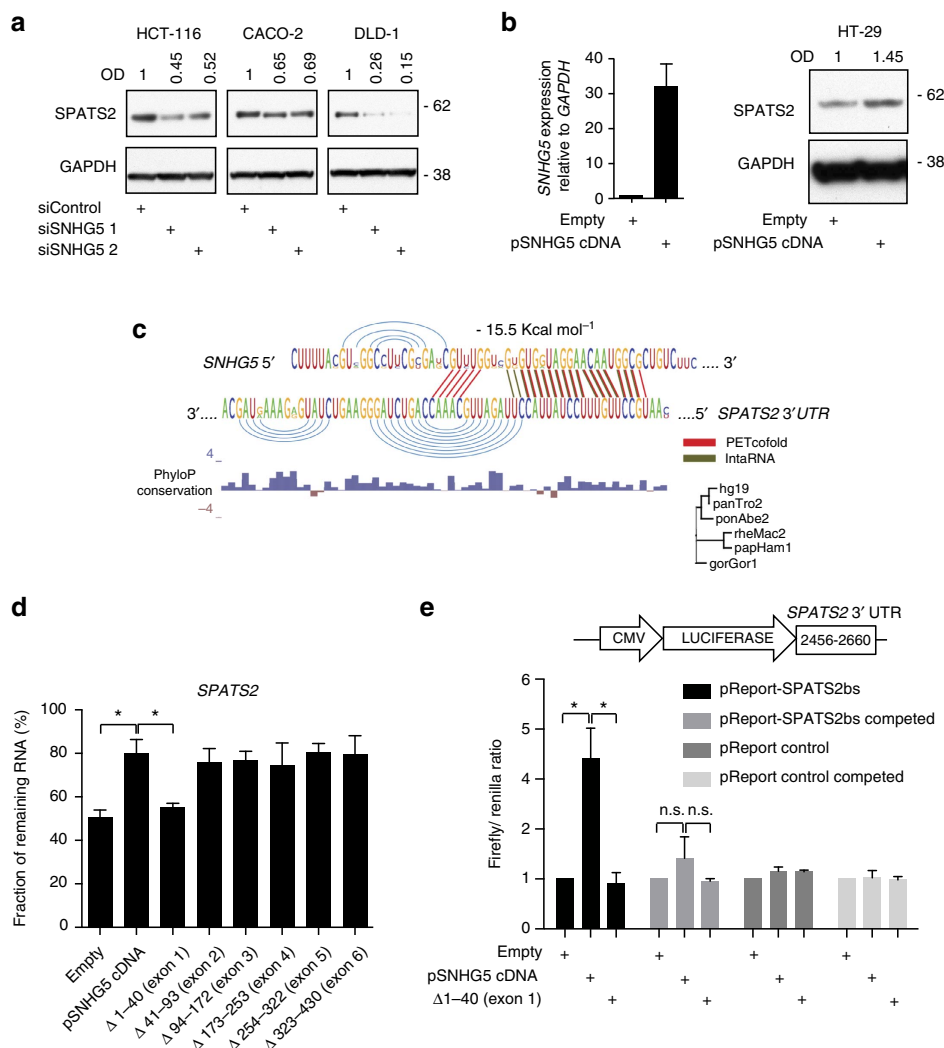 a
HCT-116 CACO-2 DLD-1
OD 1 0.45 0.52 1 0.65 0.69 1 0.26 0.15
SPATS2 - 62
GAPDH - 38
siControl + + +
siSNHG5 1 + + +
siSNHG5 2 + + +
b
SNHG5 expression
relative to GAPDH
40
30
20
10
0
Empty +
pSNHG5 cDNA +
HT-29
OD 1 1.45
SPATS2 - 62
GAPDH - 38
Empty +
pSNHG5 cDNA +
c
- 15.5 Kcal mol⁻¹
SNHG5 5′ 3′
3′.... ....5′ SPATS2 3′UTR
PETcofold
IntaRNA
4
PhyloP
conservation
−4
hg19
panTro2
ponAbe2
rheMac2
papHam1
gorGor1
d
SPATS2
Fraction of remaining RNA (%)
100
80
60
40
20
0
* *
Empty
pSNHG5 cDNA
Δ 1–40 (exon 1)
Δ 41–93 (exon 2)
Δ 94–172 (exon 3)
Δ 173–253 (exon 4)
Δ 254–322 (exon 5)
Δ 323–430 (exon 6)
e
SPATS2 3′ UTR
CMV LUCIFERASE 2456-2660
pReport-SPATS2bs
pReport-SPATS2bs competed
pReport control
pReport control competed
Firefly/ renilla ratio
6
5
4
2
1
0
* *
n.s. n.s.
Empty + + + +
pSNHG5 cDNA + + + +
Δ1–40 (exon 1) + + + +